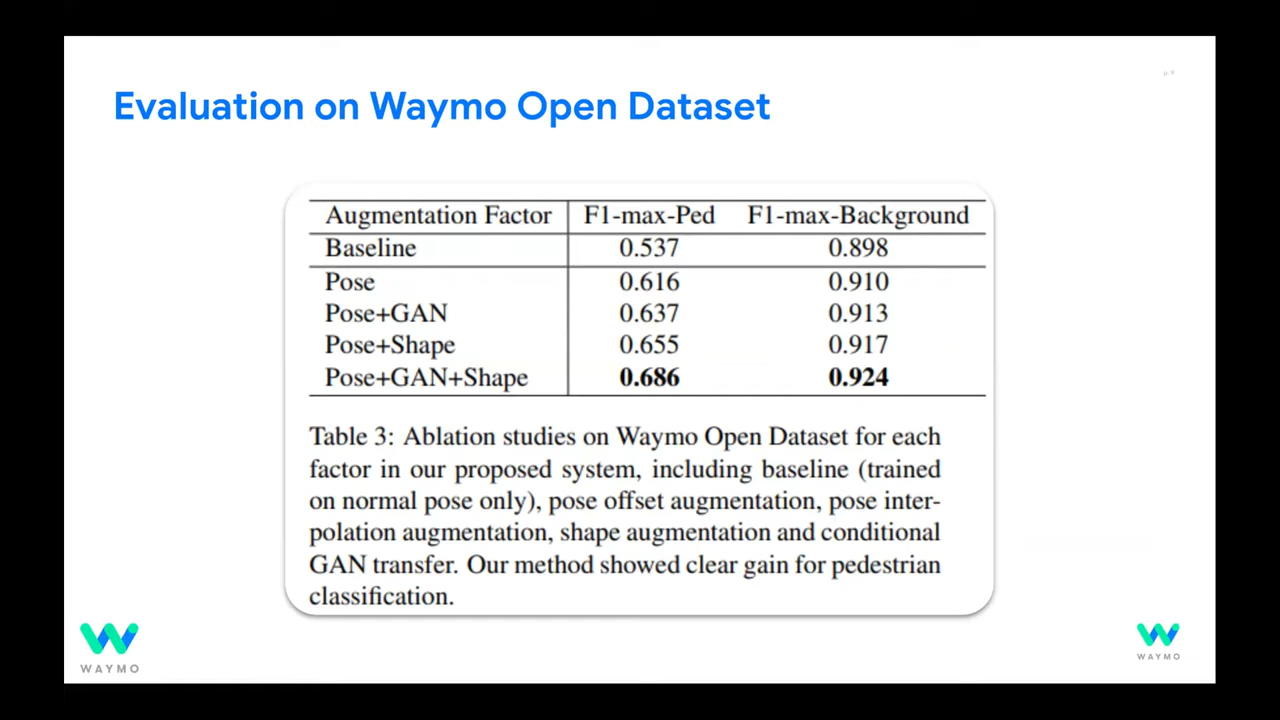 Evaluation on Waymo Open Dataset
Augmentation Factor F1-max-Ped F1-max-Background
Baseline 0.537 0.898
Pose 0.616 0.910
Pose+GAN 0.637 0.913
Pose+Shape 0.655 0.917
Pose+GAN+Shape 0.686 0.924
Table 3: Ablation studies on Waymo Open Dataset for each
factor in our proposed system, including baseline (trained
on normal pose only), pose offset augmentation, pose inter-
polation augmentation, shape augmentation and conditional
GAN transfer. Our method showed clear gain for pedestrian
classification.
WAYMO
WAYMO